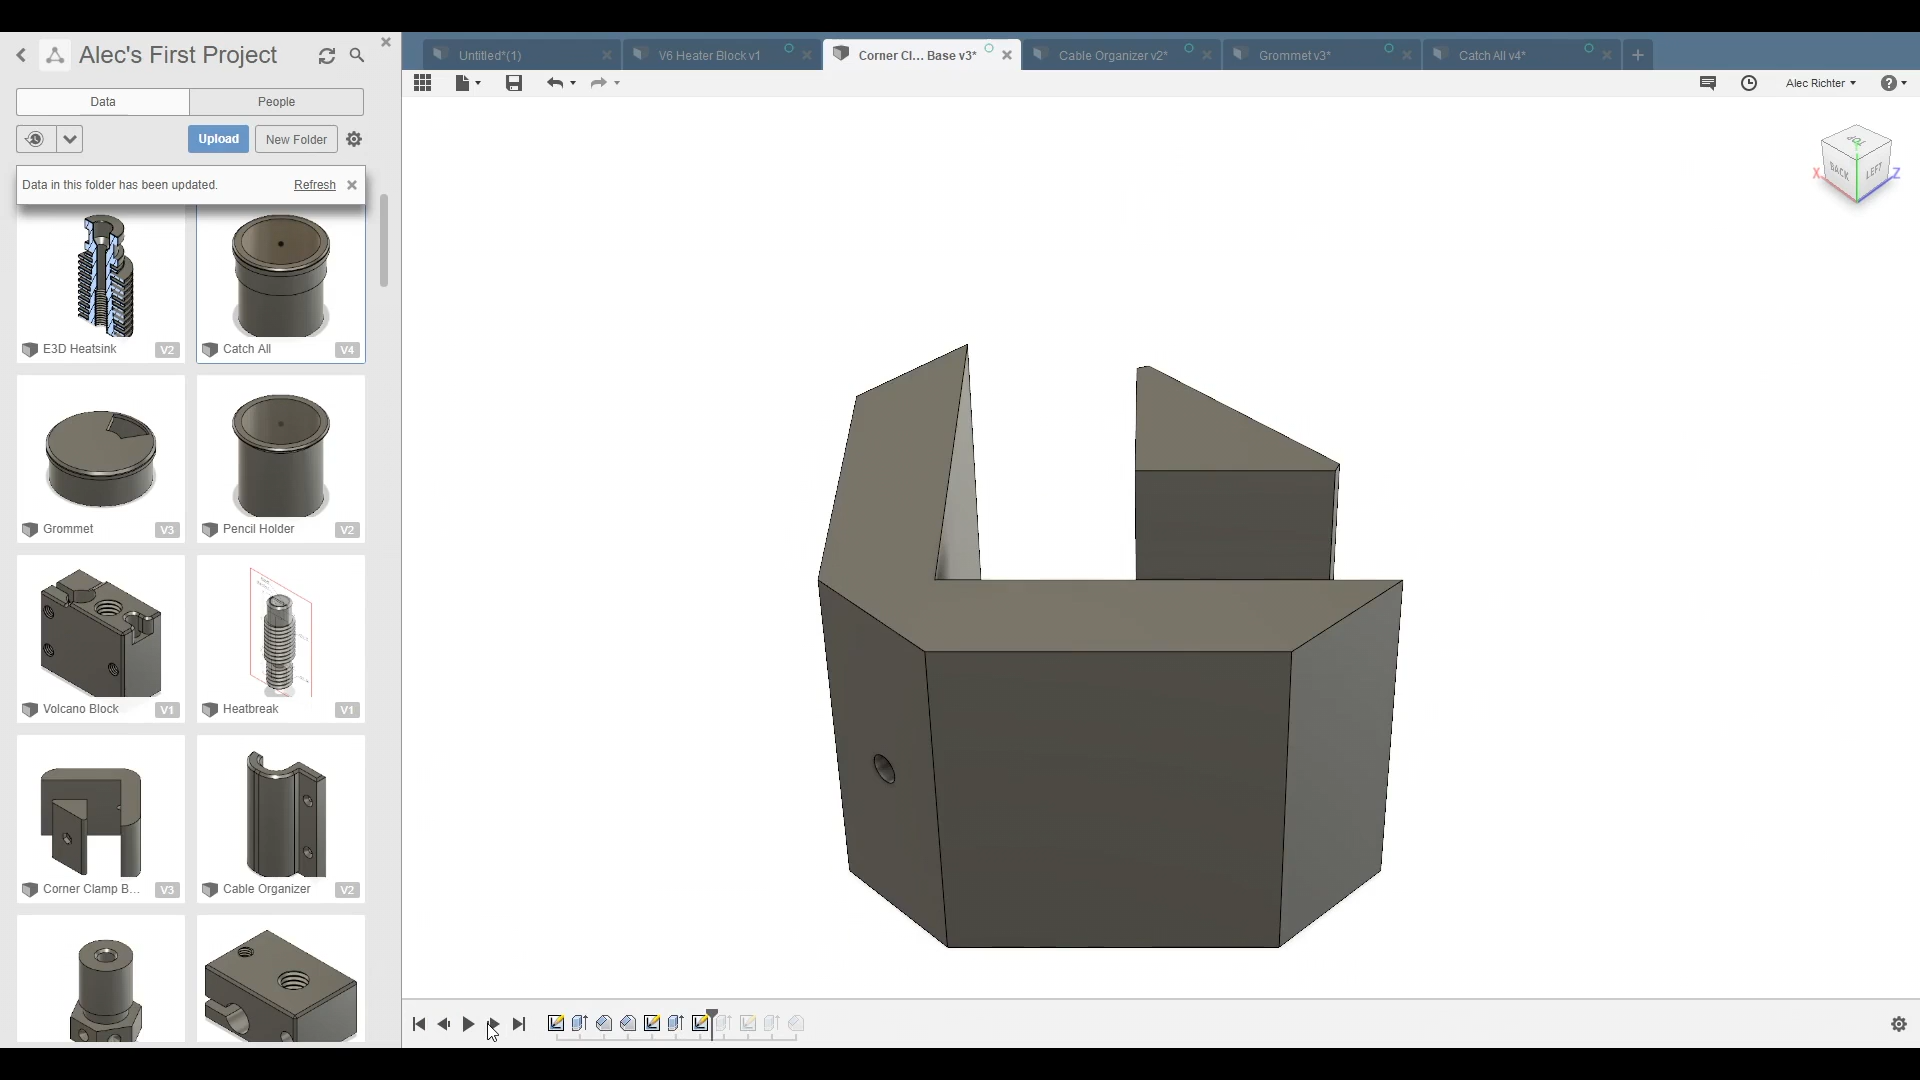 Alec's First Project
Untitled*(1)
V6 Heater Block v1
Corner Cl... Base v3*
Cable Organizer v2*
Grommet v3*
Catch All v4*
Alec Richter
Data
People
Upload
New Folder
Data in this folder has been updated.
Refresh
TOP
BACK
LEFT
X
Z
E3D Heatsink
V2
Catch All
V4
Grommet
V3
Pencil Holder
V2
Volcano Block
V1
Heatbreak
V1
Corner Clamp B...
V3
Cable Organizer
V2